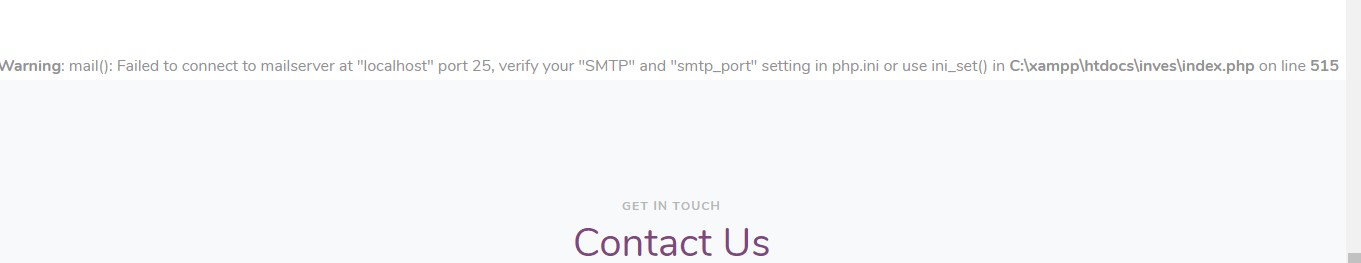 Warning: mail(): Failed to connect to mailserver at "localhost" port 25, verify your "SMTP" and "smtp_port" setting in php.ini or use ini_set() in C:\xampp\htdocs\inves\index.php on line 515
GET IN TOUCH
Contact Us